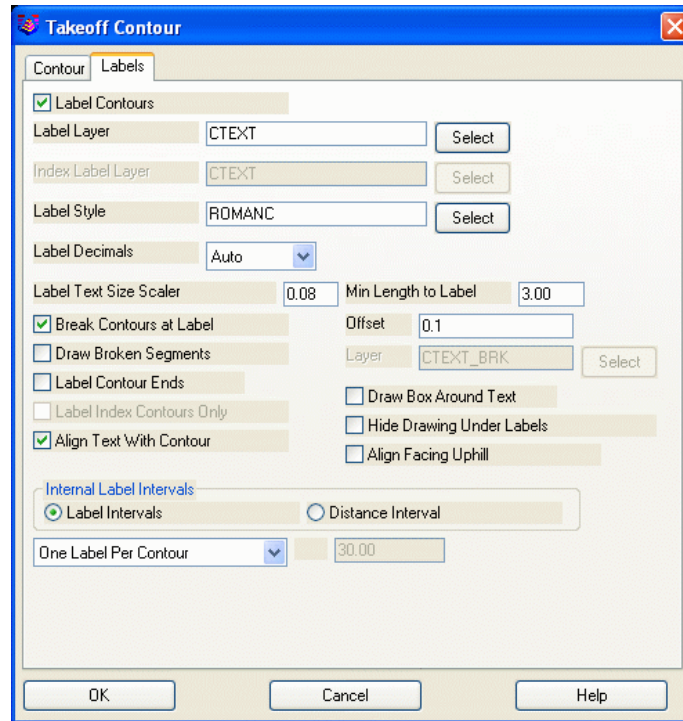 Takeoff Contour
Contour Labels
Label Contours
Label Layer CTEXT Select
Index Label Layer CTEXT Select
Label Style ROMANC Select
Label Decimals Auto
Label Text Size Scaler 0.08 Min Length to Label 3.00
Break Contours at Label Offset 0.1
Draw Broken Segments Layer CTEXT_BRK Select
Label Contour Ends
Draw Box Around Text
Label Index Contours Only
Hide Drawing Under Labels
Align Text With Contour
Align Facing Uphill
Internal Label Intervals
Label Intervals Distance Interval
One Label Per Contour 30.00
OK Cancel Help